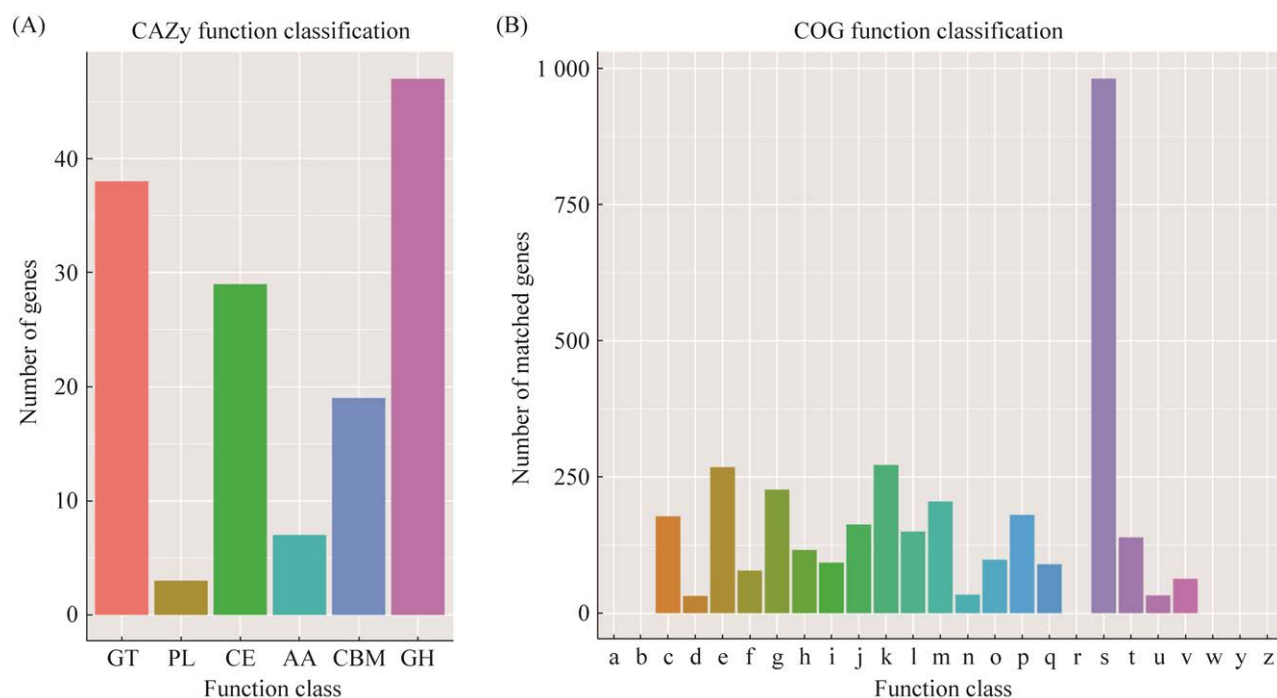 (A)
CAZy function classification
Number of genes
40
30
20
10
0
GT PL CE AA CBM GH
Function class
(B)
COG function classification
Number of matched genes
1 000
750
500
250
0
a b c d e f g h i j k l m n o p q r s t u v w y z
Function class